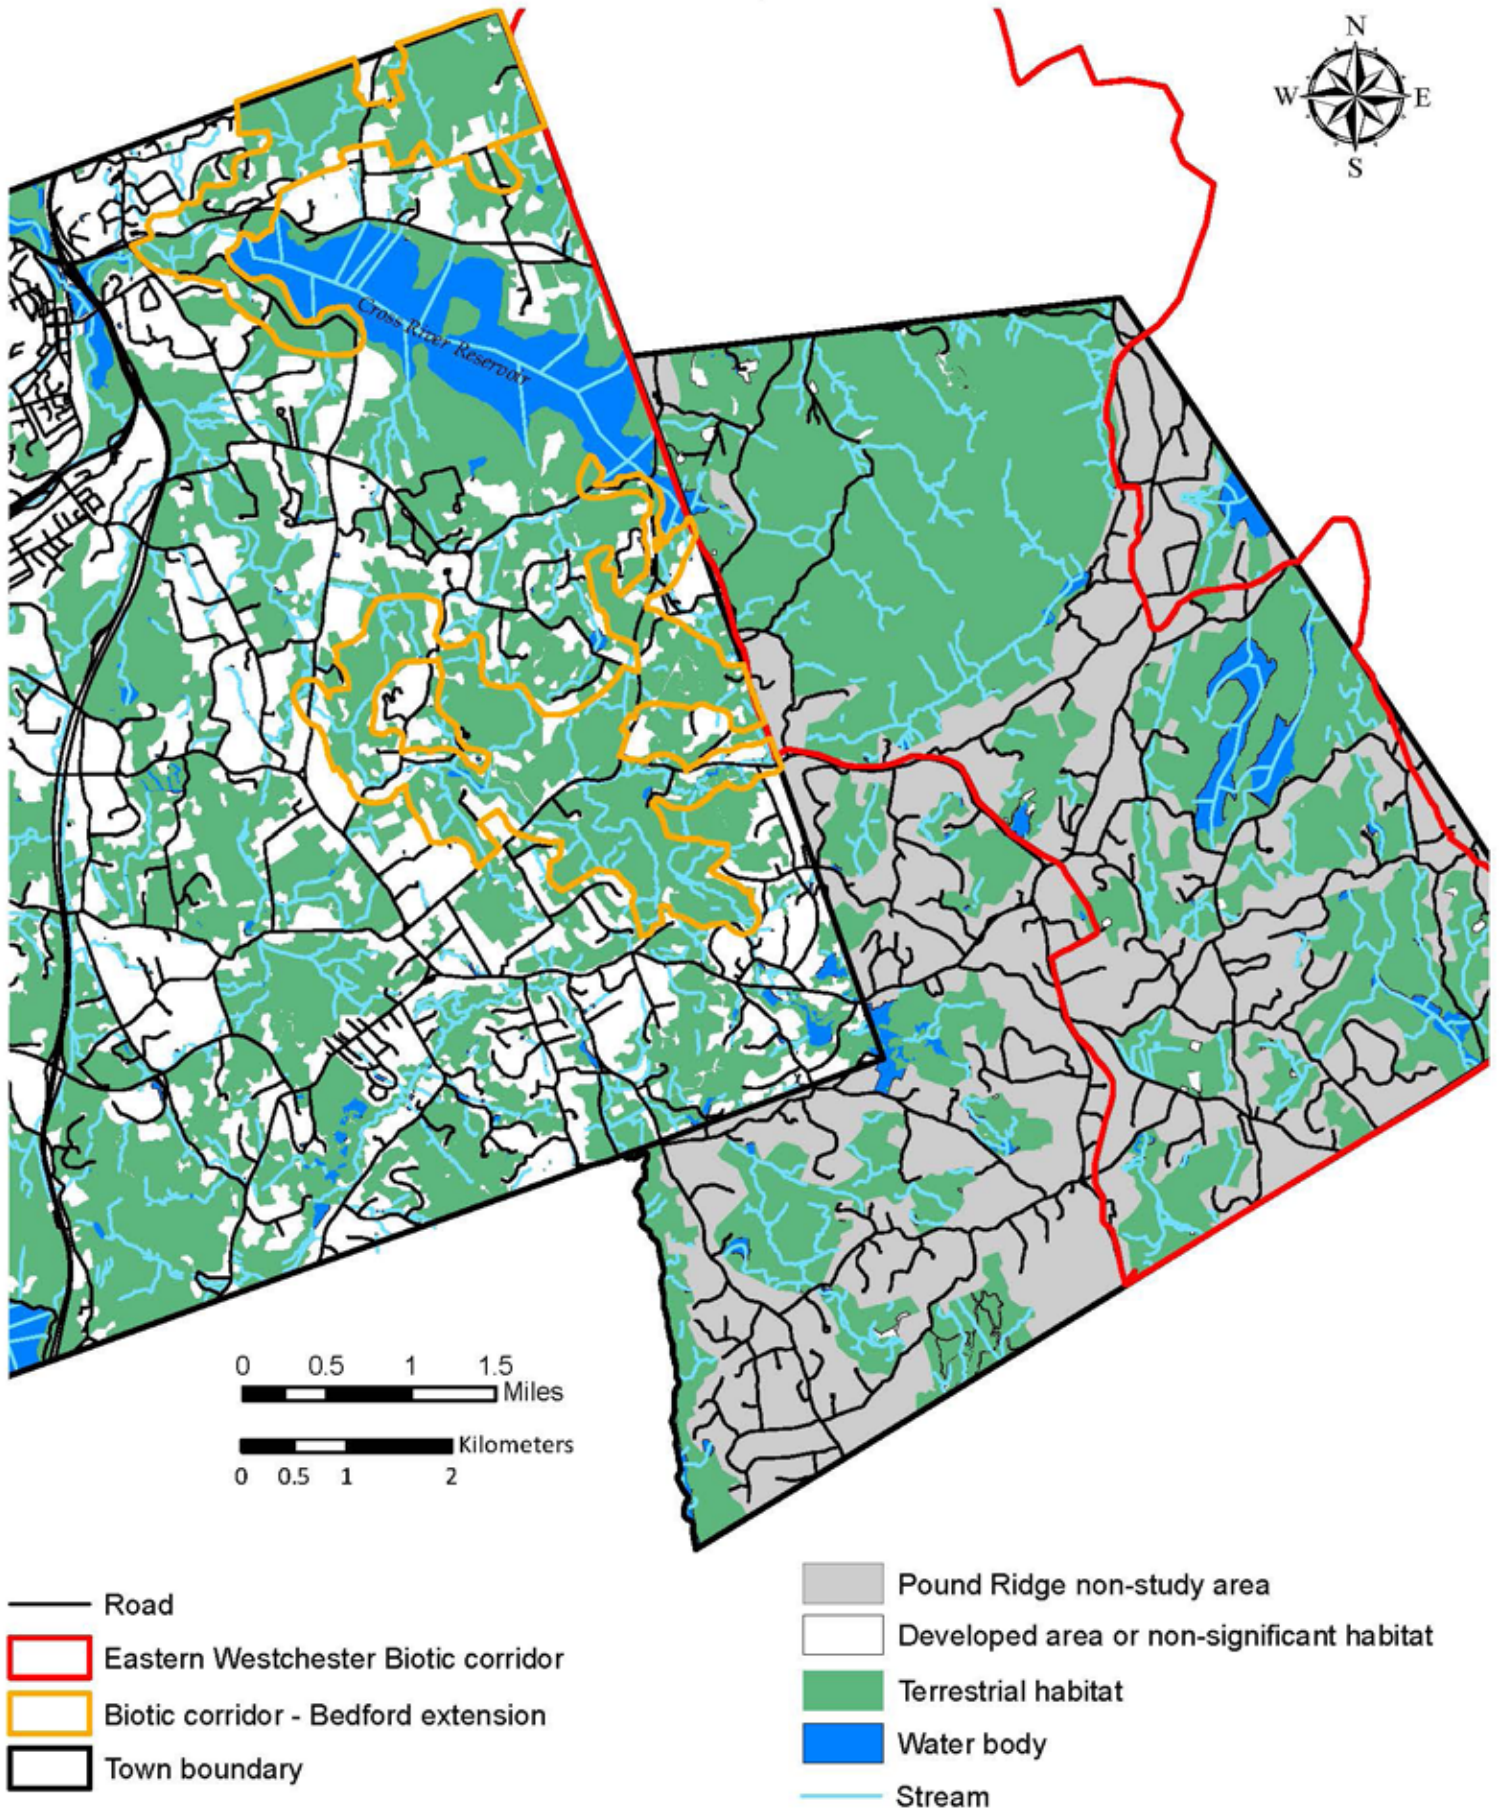 N
W E
S
Cross River Reservoir
0 0.5 1 1.5
Miles
Kilometers
0 0.5 1 2
Road
Eastern Westchester Biotic corridor
Biotic corridor - Bedford extension
Town boundary
Pound Ridge non-study area
Developed area or non-significant habitat
Terrestrial habitat
Water body
Stream